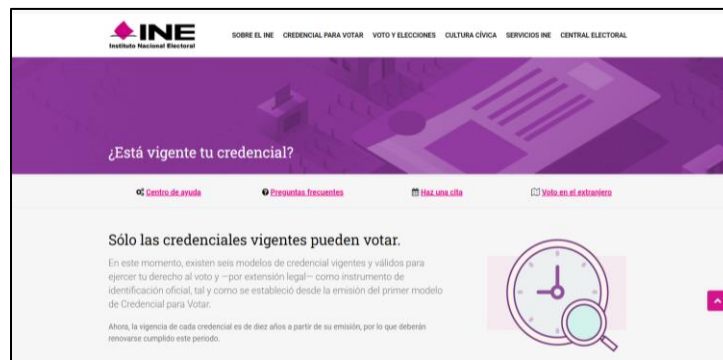 INE
Instituto Nacional Electoral
SOBRE EL INE CREDENCIAL PARA VOTAR VOTO Y ELECCIONES CULTURA CÍVICA SERVICIOS INE CENTRAL ELECTORAL
¿Está vigente tu credencial?
Centro de ayuda Preguntas frecuentes Haz una cita Voto en el extranjero
Sólo las credenciales vigentes pueden votar.
En este momento, existen seis modelos de credencial vigentes y válidos para
ejercer tu derecho al voto y —por extensión legal— como instrumento de
identificación oficial, tal y como se estableció desde la emisión del primer modelo
de Credencial para Votar.
Ahora, la vigencia de cada credencial es de diez años a partir de su emisión, por lo que deberán
renovarse cumplido este periodo.